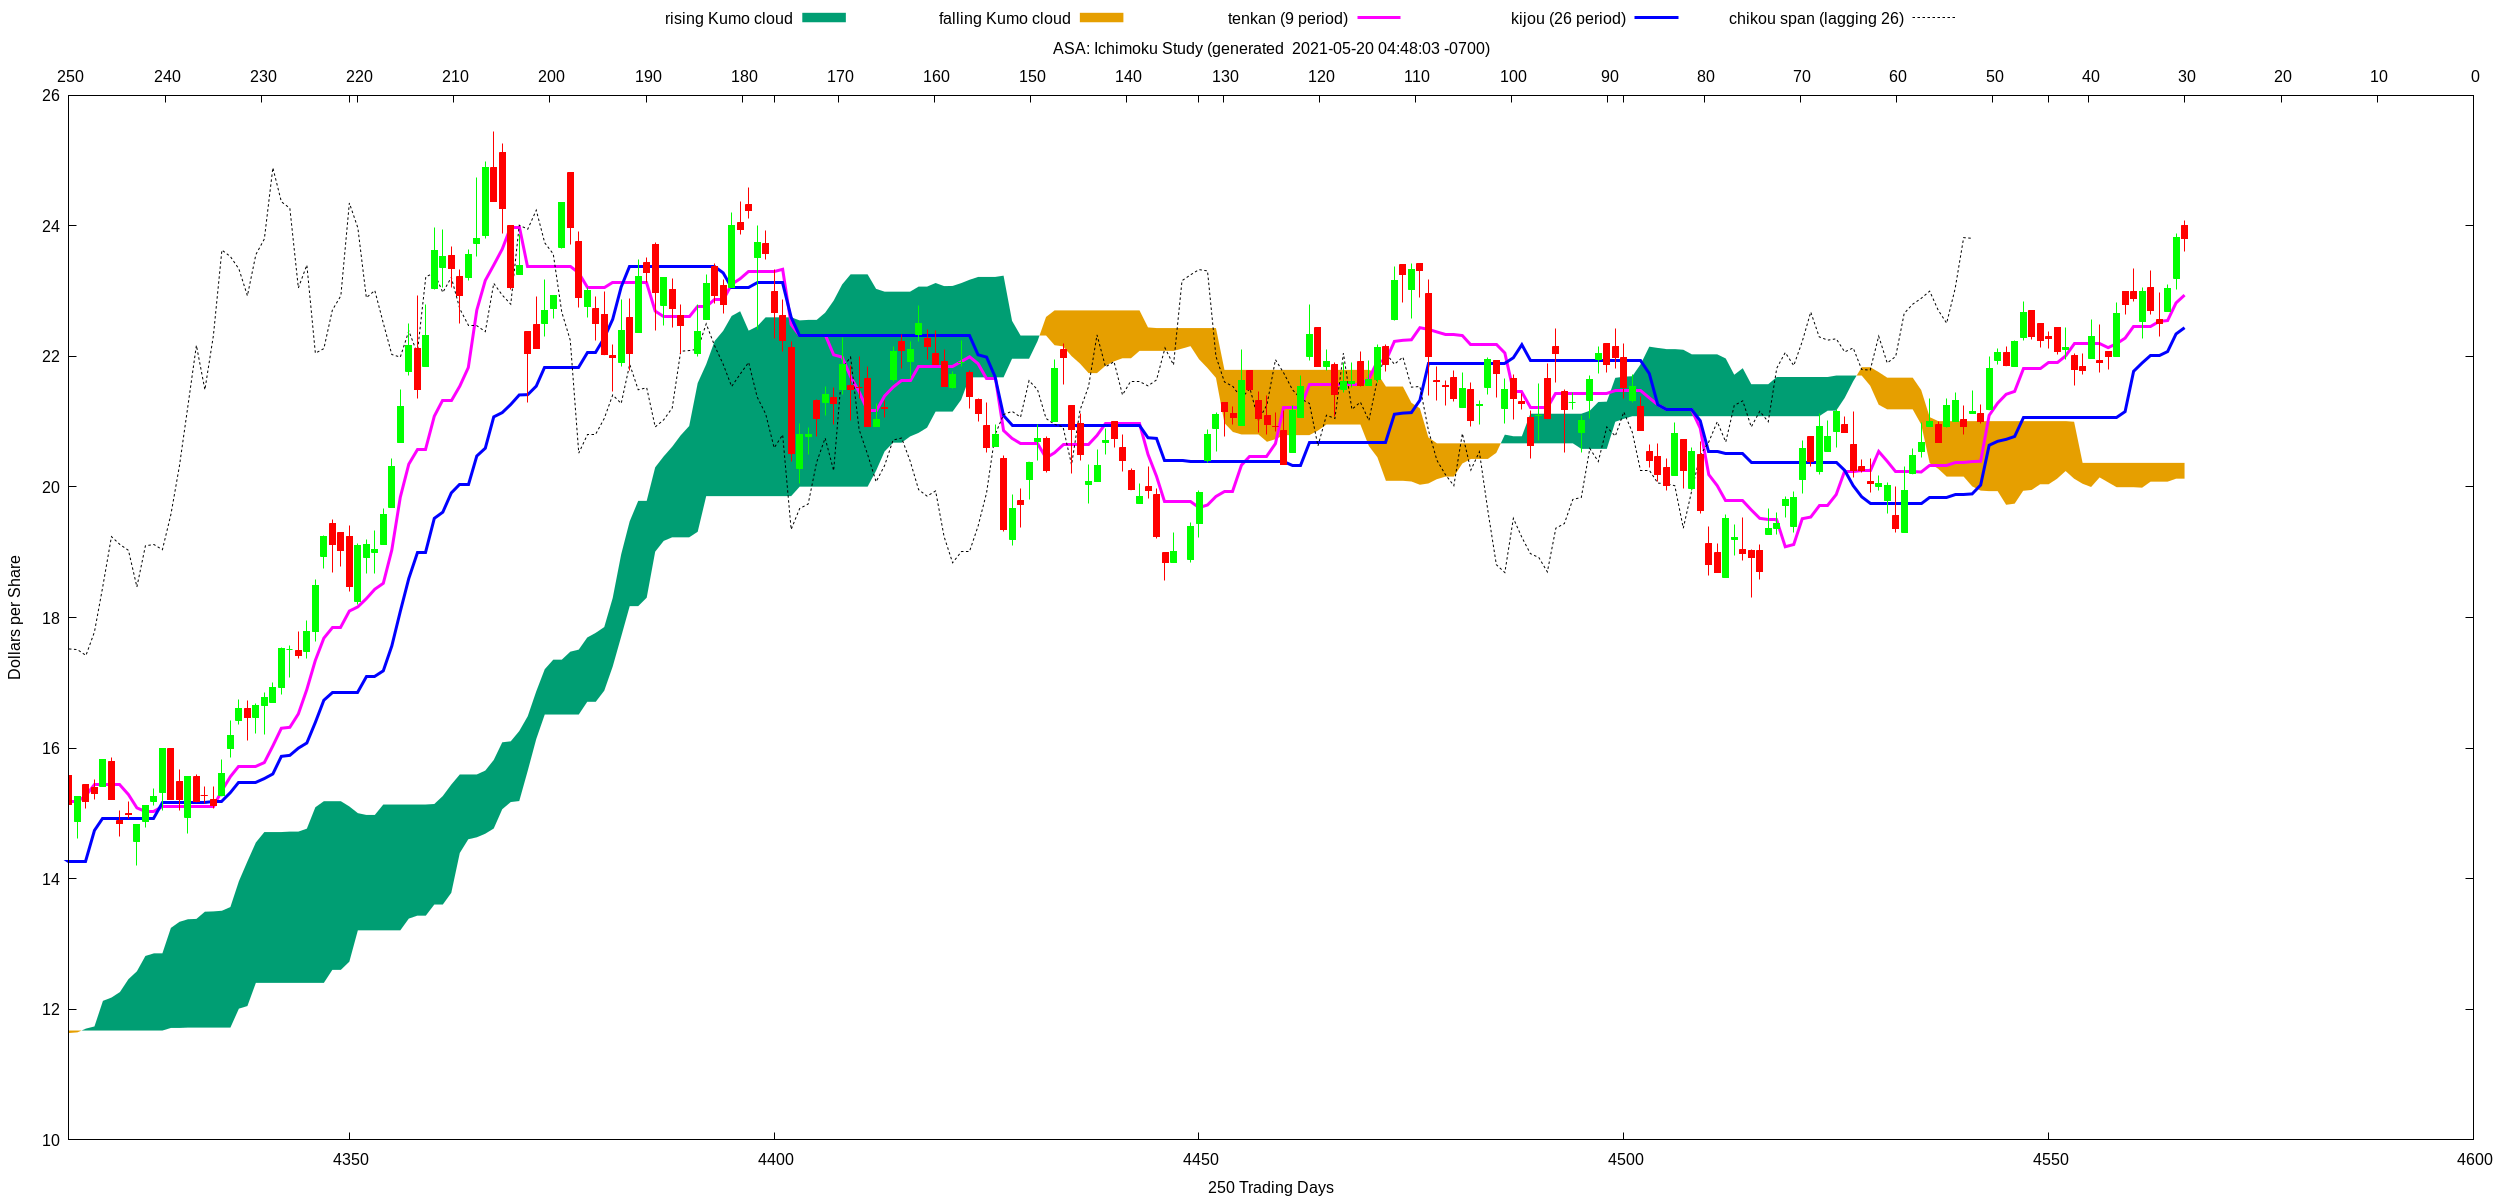 rising Kumo cloud falling Kumo cloud tenkan (9 period) kijou (26 period) chikou span (lagging 26)
ASA: Ichimoku Study (generated 2021-05-20 04:48:03 -0700)
250 240 230 220 210 200 190 180 170 160 150 140 130 120 110 100 90 80 70 60 50 40 30 20 10 0
26
24
22
20
18
16
14
12
10
Dollars per Share
4350 4400 4450 4500 4550 4600
250 Trading Days